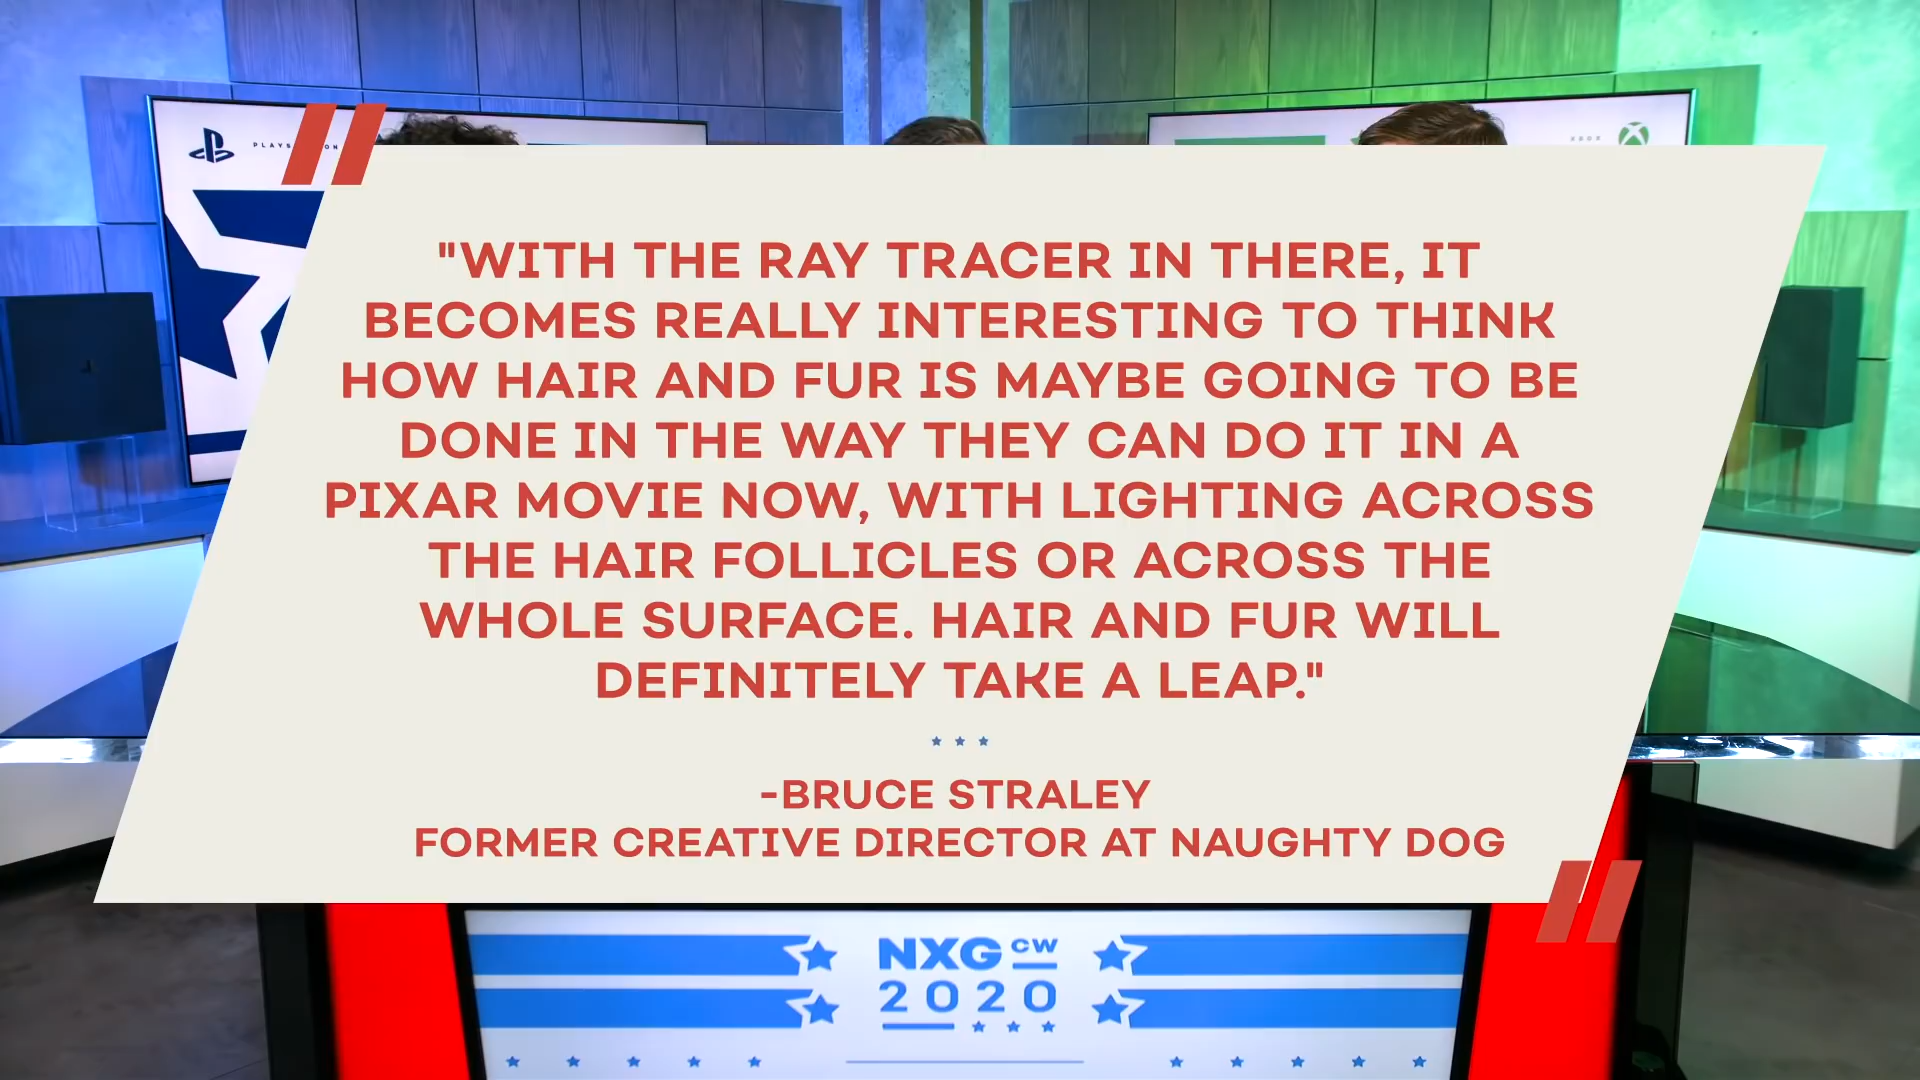 "WITH THE RAY TRACER IN THERE, IT
BECOMES REALLY INTERESTING TO THINK
HOW HAIR AND FUR IS MAYBE GOING TO BE
DONE IN THE WAY THEY CAN DO IT IN A
PIXAR MOVIE NOW, WITH LIGHTING ACROSS
THE HAIR FOLLICLES OR ACROSS THE
WHOLE SURFACE. HAIR AND FUR WILL
DEFINITELY TAKE A LEAP."
-BRUCE STRALEY
FORMER CREATIVE DIRECTOR AT NAUGHTY DOG
NXG CW
2020